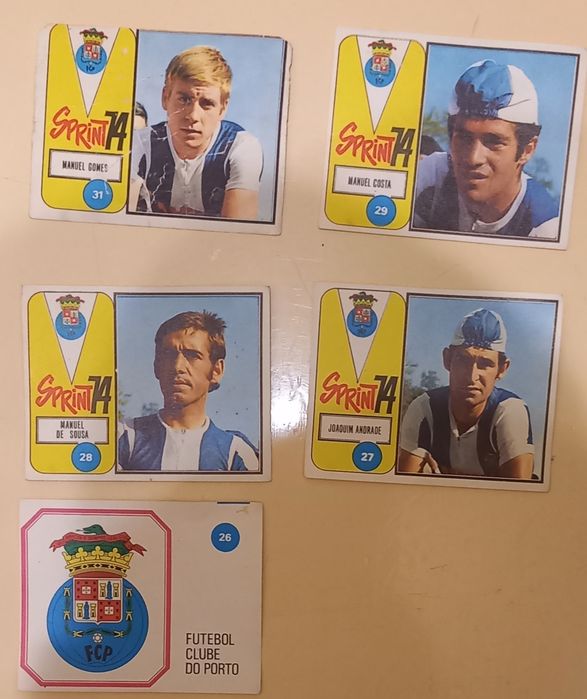 FCP
SPRINT 74
MANUEL GOMES
31
SPRINT 74
MANUEL COSTA
29
SPRINT 74
MANUEL
DE SOUSA
28
SPRINT 74
JOAQUIM ANDRADE
27
26
FCP
FUTEBOL
CLUBE
DO PORTO